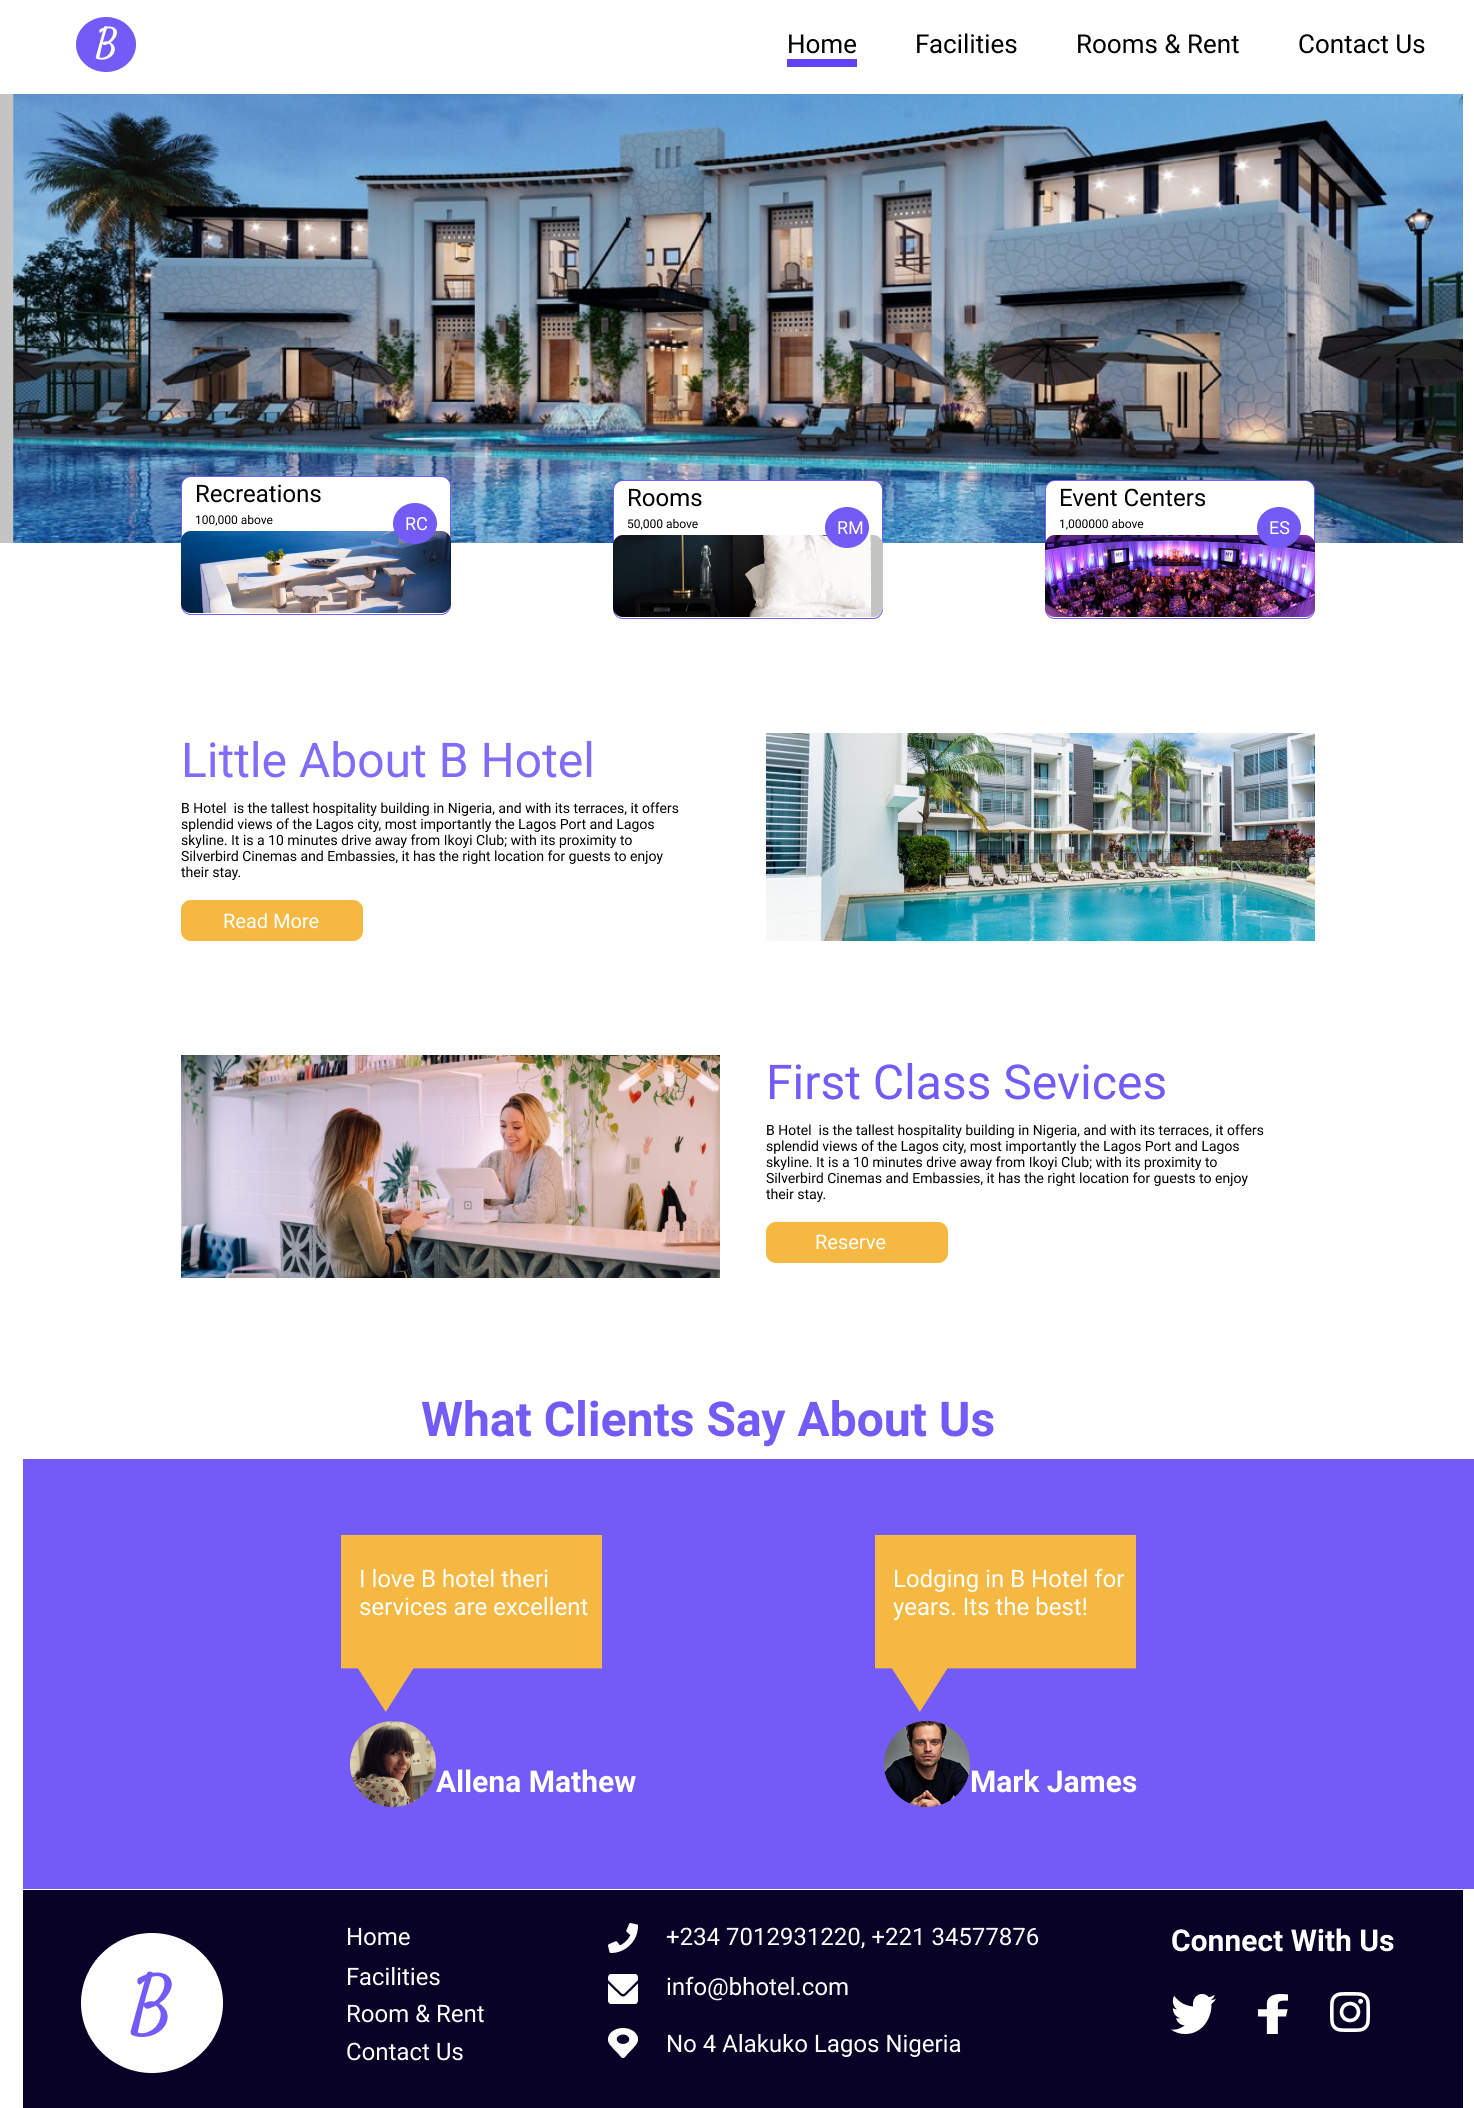 B
Home
Facilities
Rooms & Rent
Contact Us
Recreations
100,000 above
RC
Rooms
50,000 above
RM
Event Centers
1,000000 above
ES
Little About B Hotel
B Hotel  is the tallest hospitality building in Nigeria, and with its terraces, it offers
splendid views of the Lagos city, most importantly the Lagos Port and Lagos
skyline. It is a 10 minutes drive away from Ikoyi Club; with its proximity to
Silverbird Cinemas and Embassies, it has the right location for guests to enjoy
their stay.
Read More
First Class Sevices
B Hotel  is the tallest hospitality building in Nigeria, and with its terraces, it offers
splendid views of the Lagos city, most importantly the Lagos Port and Lagos
skyline. It is a 10 minutes drive away from Ikoyi Club; with its proximity to
Silverbird Cinemas and Embassies, it has the right location for guests to enjoy
their stay.
Reserve
What Clients Say About Us
I love B hotel theri
services are excellent
Allena Mathew
Lodging in B Hotel for
years. Its the best!
Mark James
B
Home
Facilities
Room & Rent
Contact Us
+234 7012931220, +221 34577876
info@bhotel.com
No 4 Alakuko Lagos Nigeria
Connect With Us